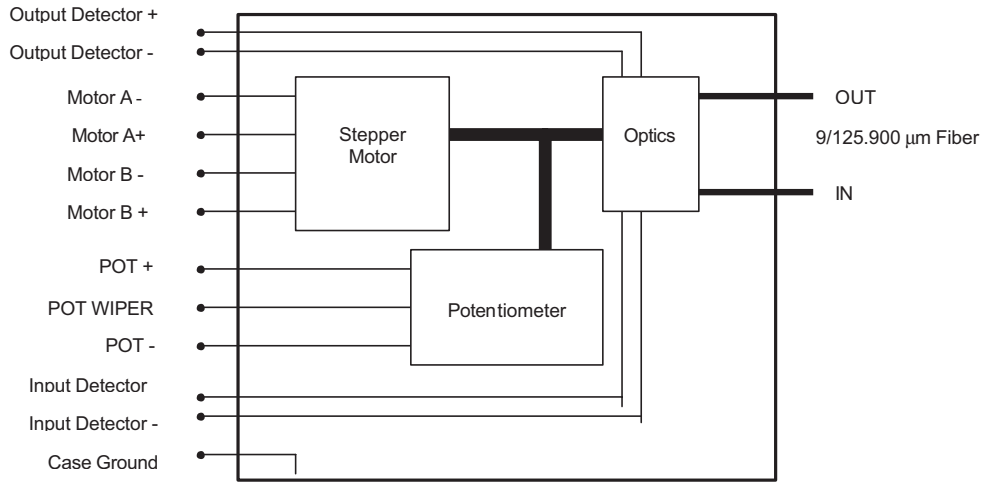 Output Detector +
Output Detector -
Motor A -
Motor A+
Motor B -
Motor B +
POT +
POT WIPER
POT -
Input Detector
Input Detector -
Case Ground
Stepper
Motor
Optics
Potentiometer
OUT
9/125.900 μm Fiber
IN